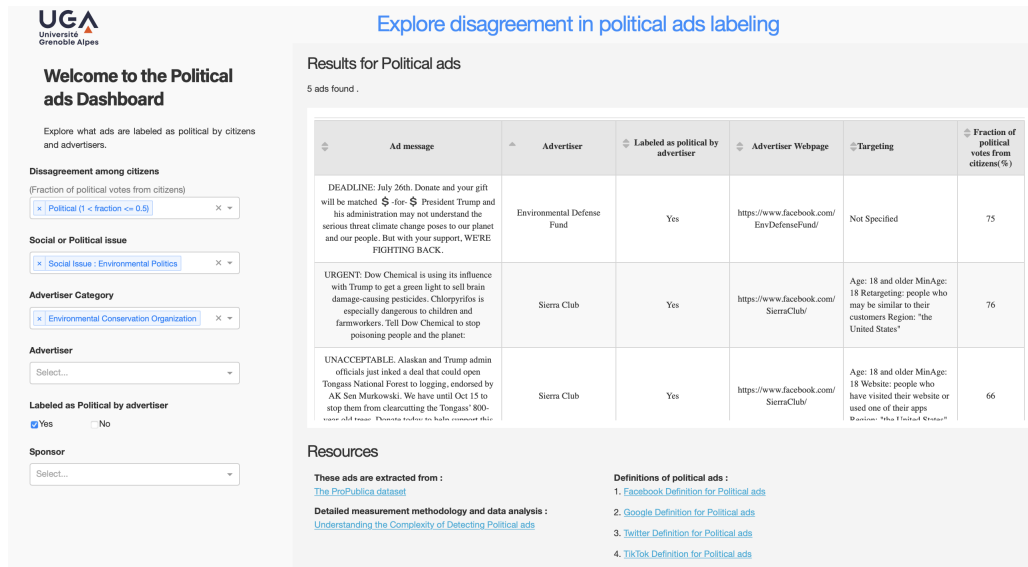 UGA
Université
Grenoble Alpes
Explore disagreement in political ads labeling
Welcome to the Political
ads Dashboard
Explore what ads are labeled as political by citizens
and advertisers.
Dissagreement among citizens
(Fraction of political votes from citizens)
× Political (1 < fraction <= 0.5) ×
Social or Political issue
× Social Issue : Environmental Politics ×
Advertiser Category
× Environmental Conservation Organization ×
Advertiser
Select...
Labeled as Political by advertiser
Yes No
Sponsor
Select...
Results for Political ads
5 ads found .
Ad message
Advertiser
Labeled as political by
advertiser
Advertiser Webpage
Targeting
Fraction of
political
votes from
citizens(%)
DEADLINE: July 26th. Donate and your gift
will be matched $ -for- $ President Trump and
his administration may not understand the
serious threat climate change poses to our planet
and our people. But with your support, WE'RE
FIGHTING BACK.
Environmental Defense
Fund
Yes
https://www.facebook.com/
EnvDefenseFund/
Not Specified
75
URGENT: Dow Chemical is using its influence
with Trump to get a green light to sell brain
damage-causing pesticides. Chlorpyrifos is
especially dangerous to children and
farmworkers. Tell Dow Chemical to stop
poisoning people and the planet:
Sierra Club
Yes
https://www.facebook.com/
SierraClub/
Age: 18 and older MinAge:
18 Retargeting: people who
may be similar to their
customers Region: "the
United States"
76
UNACCEPTABLE. Alaskan and Trump admin
officials just inked a deal that could open
Tongass National Forest to logging, endorsed by
AK Sen Murkowski. We have until Oct 15 to
stop them from clearcutting the Tongass' 800-
year old trees. Donate today to help support this
Sierra Club
Yes
https://www.facebook.com/
SierraClub/
Age: 18 and older MinAge:
18 Website: people who
have visited their website or
used one of their apps
Region: "the United States"
66
Resources
These ads are extracted from :
The ProPublica dataset
Detailed measurement methodology and data analysis :
Understanding the Complexity of Detecting Political ads
Definitions of political ads :
1. Facebook Definition for Political ads
2. Google Definition for Political ads
3. Twitter Definition for Political ads
4. TikTok Definition for Political ads